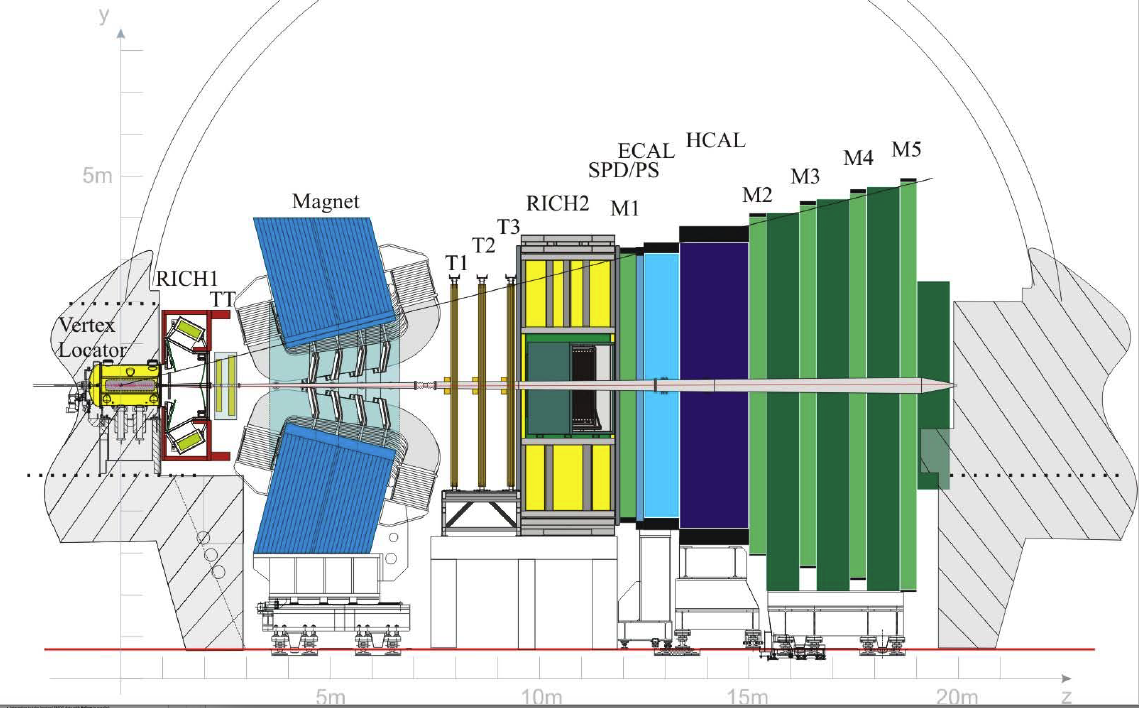 y
5m
ECAL
HCAL
SPD/PS
M5
M4
M3
M2
Magnet
RICH2
M1
T3
T2
T1
RICH1
TT
Vertex
Locator
5m
10m
15m
20m
z